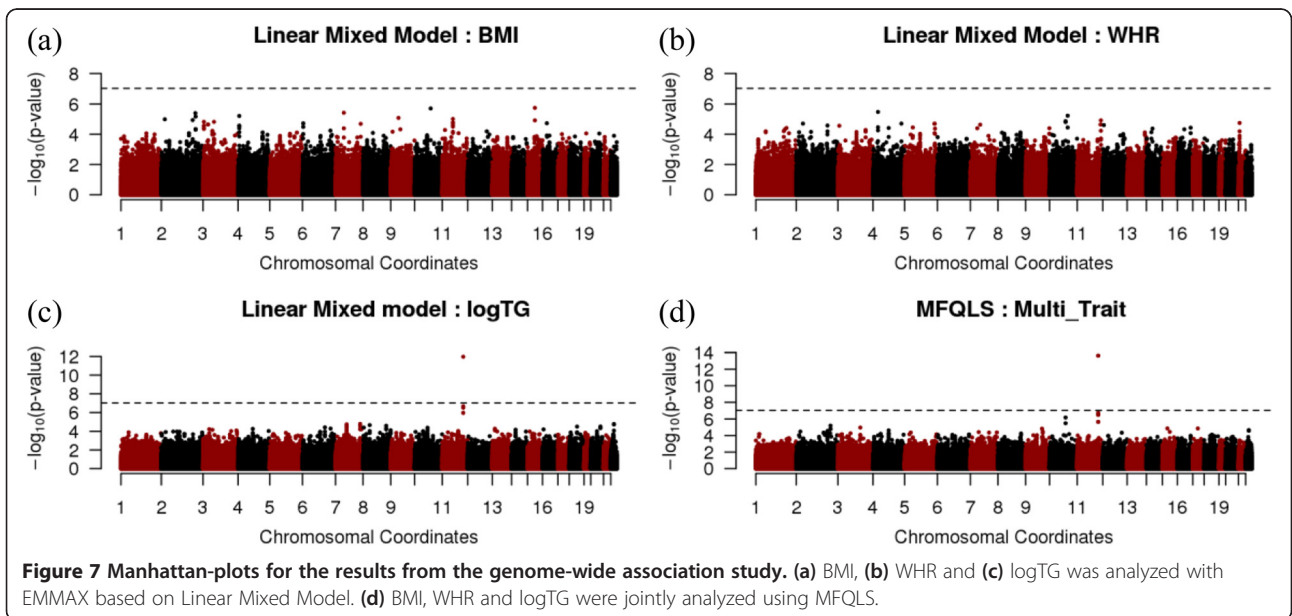 (a)
Linear Mixed Model : BMI
−log10(p-value)
8
6
4
2
0
1 2 3 4 5 6 7 8 9 11 13 16 19
Chromosomal Coordinates
(b)
Linear Mixed Model : WHR
−log10(p-value)
8
6
4
2
0
1 2 3 4 5 6 7 8 9 11 13 16 19
Chromosomal Coordinates
(c)
Linear Mixed model : logTG
−log10(p-value)
12
10
8
6
4
2
0
1 2 3 4 5 6 7 8 9 11 13 16 19
Chromosomal Coordinates
(d)
MFQLS : Multi_Trait
−log10(p-value)
14
12
10
8
6
4
2
0
1 2 3 4 5 6 7 8 9 11 13 16 19
Chromosomal Coordinates
Figure 7 Manhattan-plots for the results from the genome-wide association study. (a) BMI, (b) WHR and (c) logTG was analyzed with
EMMAX based on Linear Mixed Model. (d) BMI, WHR and logTG were jointly analyzed using MFQLS.